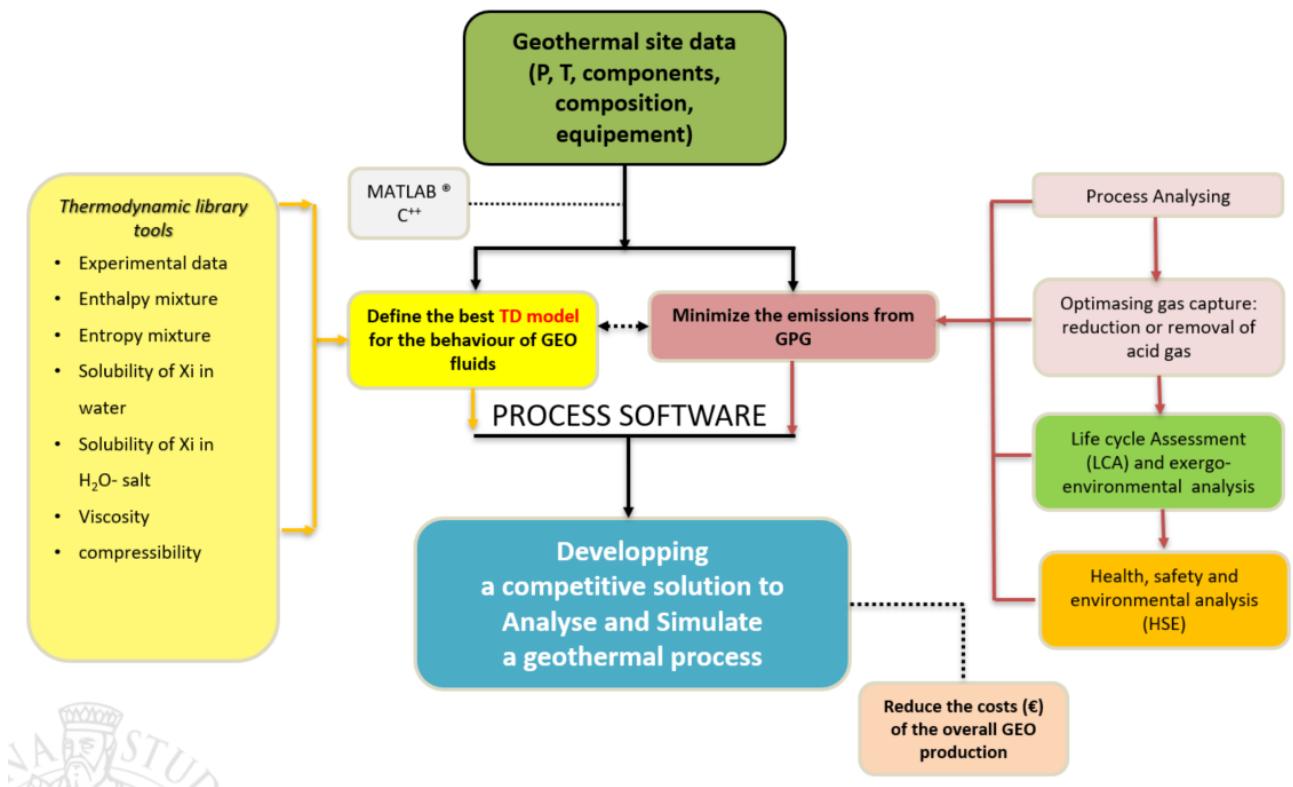 Geothermal site data
(P, T, components,
composition,
equipement)
MATLAB ®
C++
Thermodynamic library
tools
• Experimental data
• Enthalpy mixture
• Entropy mixture
• Solubility of Xi in
water
• Solubility of Xi in
H₂O- salt
• Viscosity
• compressibility
Define the best TD model
for the behaviour of GEO
fluids
Minimize the emissions from
GPG
PROCESS SOFTWARE
Developping
a competitive solution to
Analyse and Simulate
a geothermal process
Reduce the costs (€)
of the overall GEO
production
Process Analysing
Optimasing gas capture:
reduction or removal of
acid gas
Life cycle Assessment
(LCA) and exergo-
environmental analysis
Health, safety and
environmental analysis
(HSE)